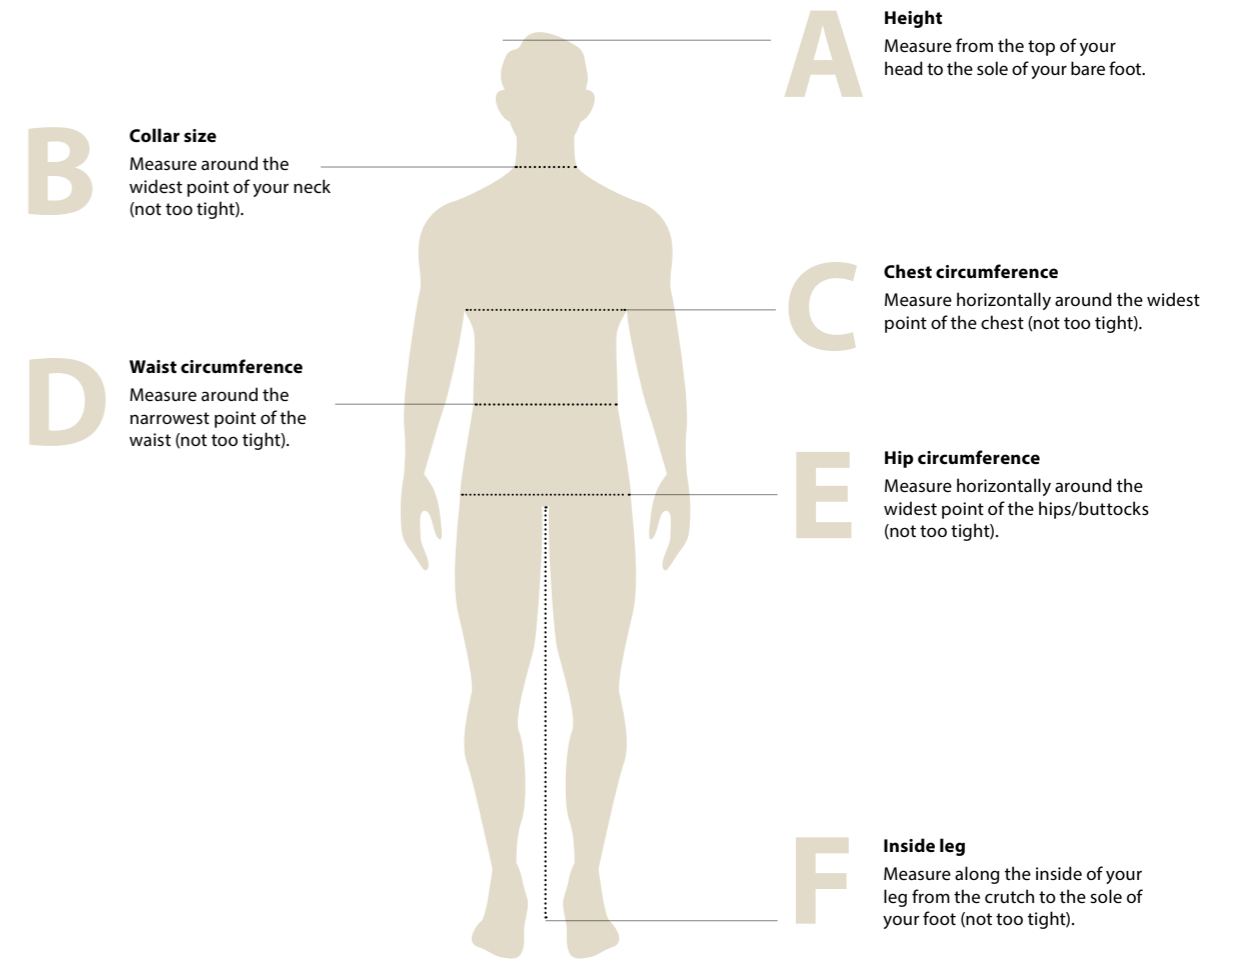 A
Height
Measure from the top of your
head to the sole of your bare foot.
B
Collar size
Measure around the
widest point of your neck
(not too tight).
C
Chest circumference
Measure horizontally around the widest
point of the chest (not too tight).
D
Waist circumference
Measure around the
narrowest point of the
waist (not too tight).
E
Hip circumference
Measure horizontally around the
widest point of the hips/buttocks
(not too tight).
F
Inside leg
Measure along the inside of your
leg from the crutch to the sole of
your foot (not too tight).